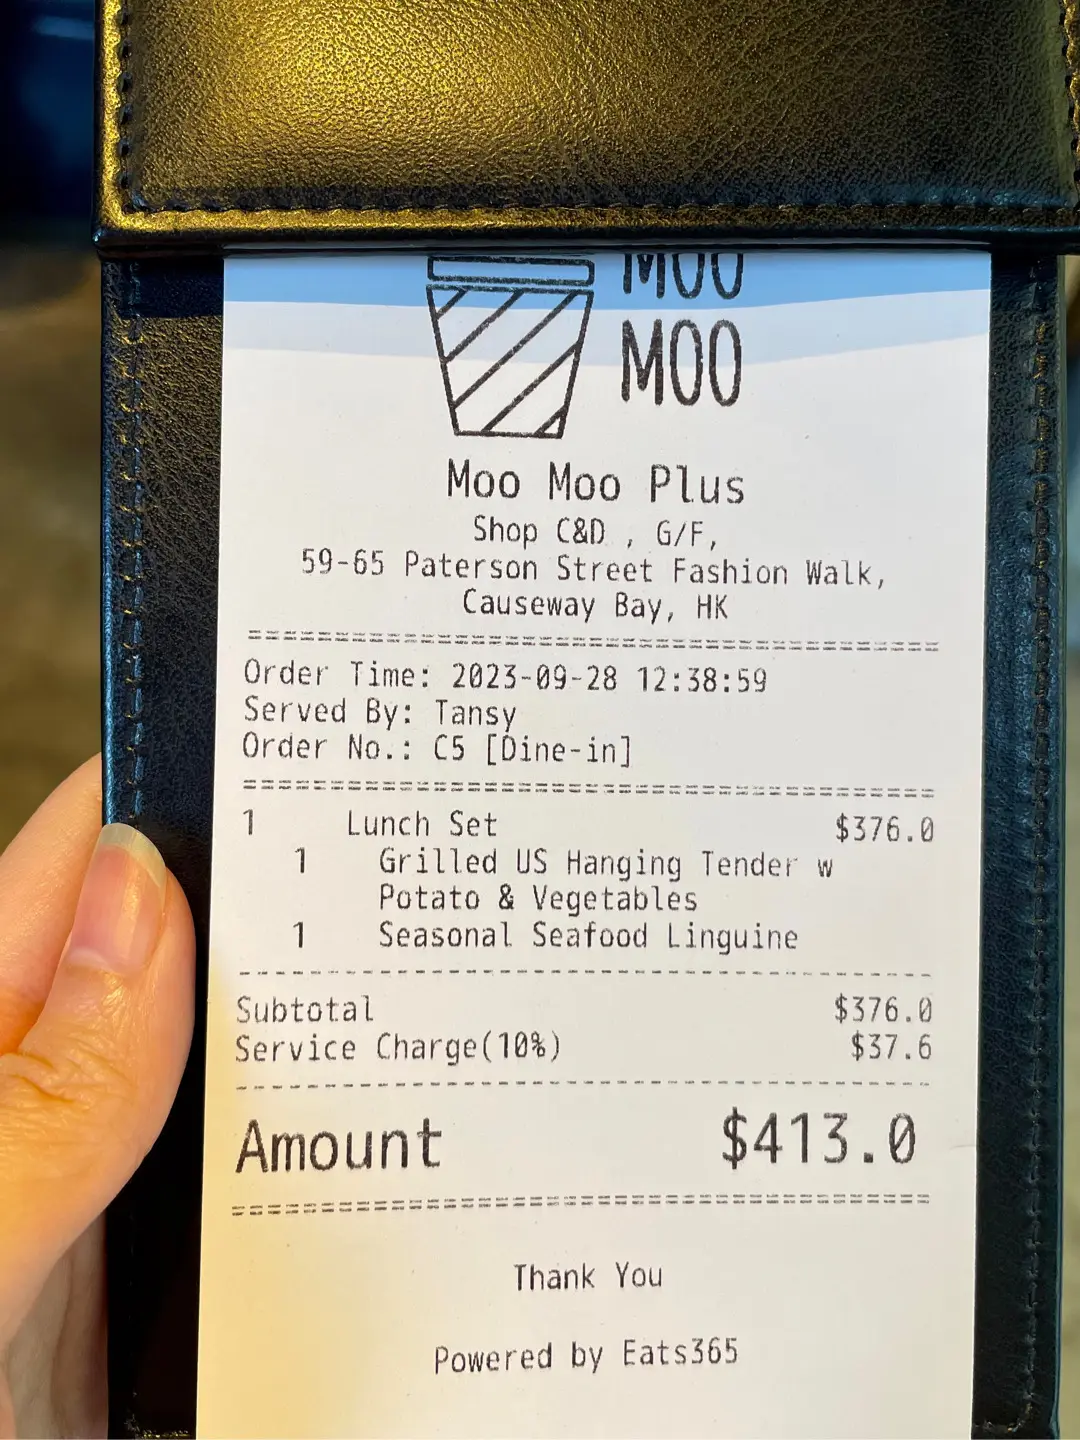 MOO
MOO
Moo Moo Plus
Shop C&D , G/F,
59-65 Paterson Street Fashion Walk,
Causeway Bay, HK
Order Time: 2023-09-28 12:38:59
Served By: Tansy
Order No.: C5 [Dine-in]
1 Lunch Set $376.0
1 Grilled US Hanging Tender w
Potato & Vegetables
1 Seasonal Seafood Linguine
Subtotal $376.0
Service Charge(10%) $37.6
Amount $413.0
Thank You
Powered by Eats365